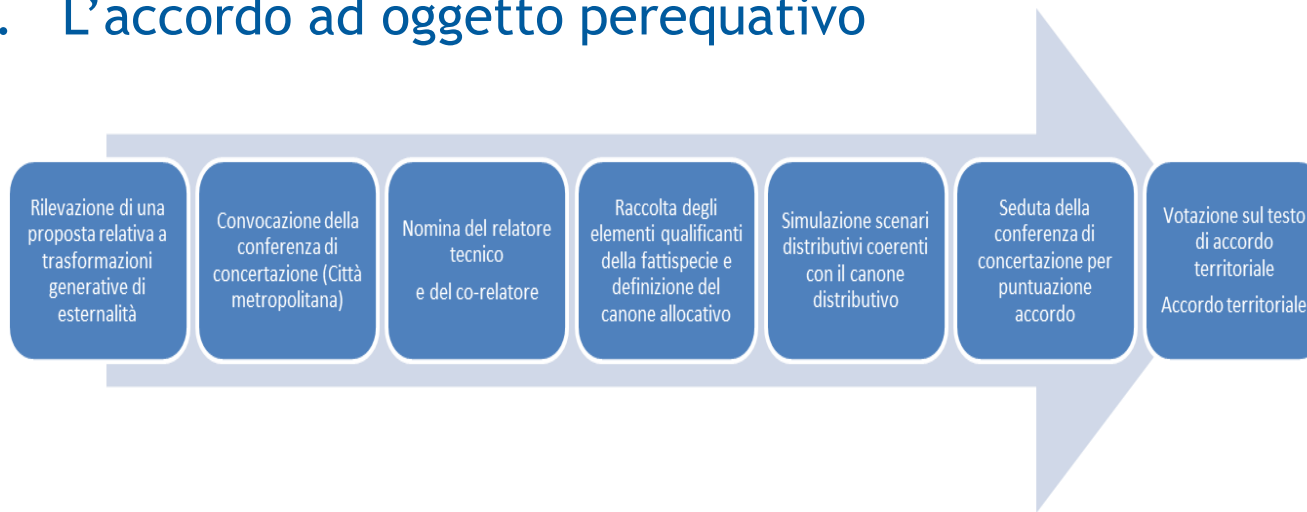 . L’accordo ad oggetto perequativo
Rilevazione di una
proposta relativa a
trasformazioni
generative di
esternalità
Convocazione della
conferenza di
concertazione (Città
metropolitana)
Nomina del relatore
tecnico
e del co-relatore
Raccolta degli
elementi qualificanti
della fattispecie e
definizione del
canone allocativo
Simulazione scenari
distributivi coerenti
con il canone
distributivo
Seduta della
conferenza di
concertazione per
puntuazione
accordo
Votazione sul testo
di accordo
territoriale
Accordo territoriale